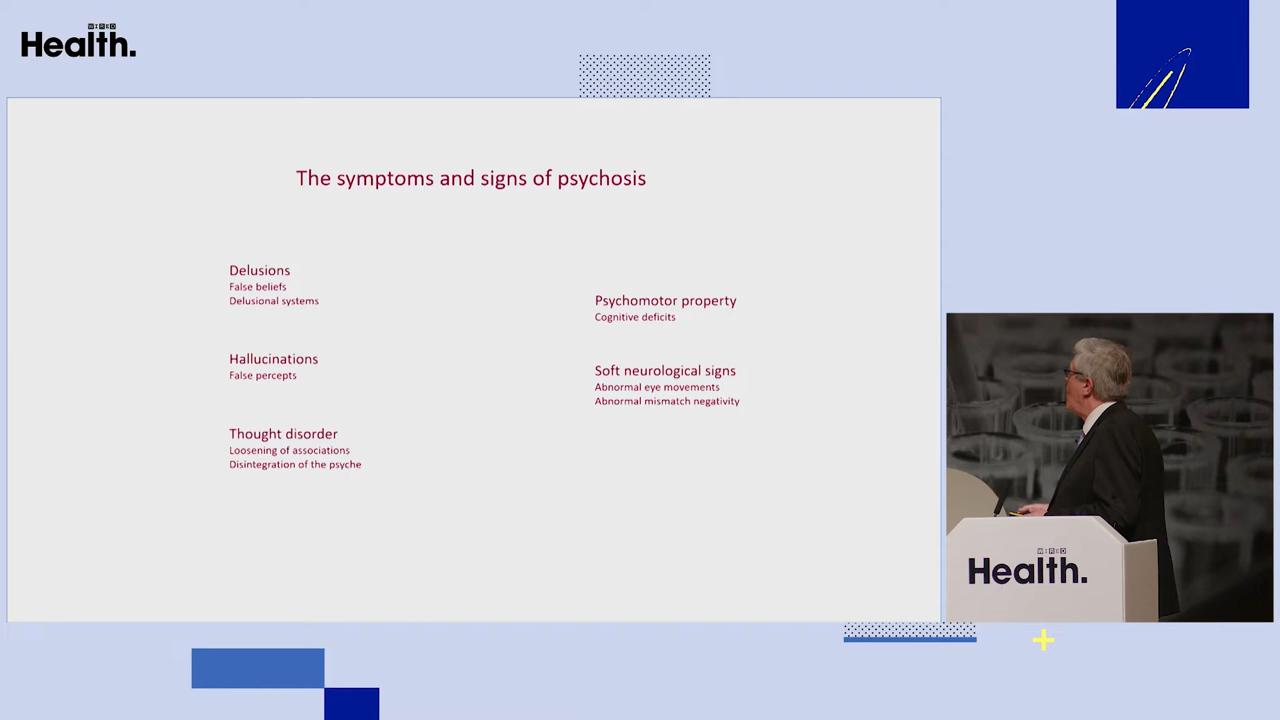 WIRED
Health.
The symptoms and signs of psychosis
Delusions
False beliefs
Delusional systems
Hallucinations
False percepts
Thought disorder
Loosening of associations
Disintegration of the psyche
Psychomotor property
Cognitive deficits
Soft neurological signs
Abnormal eye movements
Abnormal mismatch negativity
WIRED
Health.